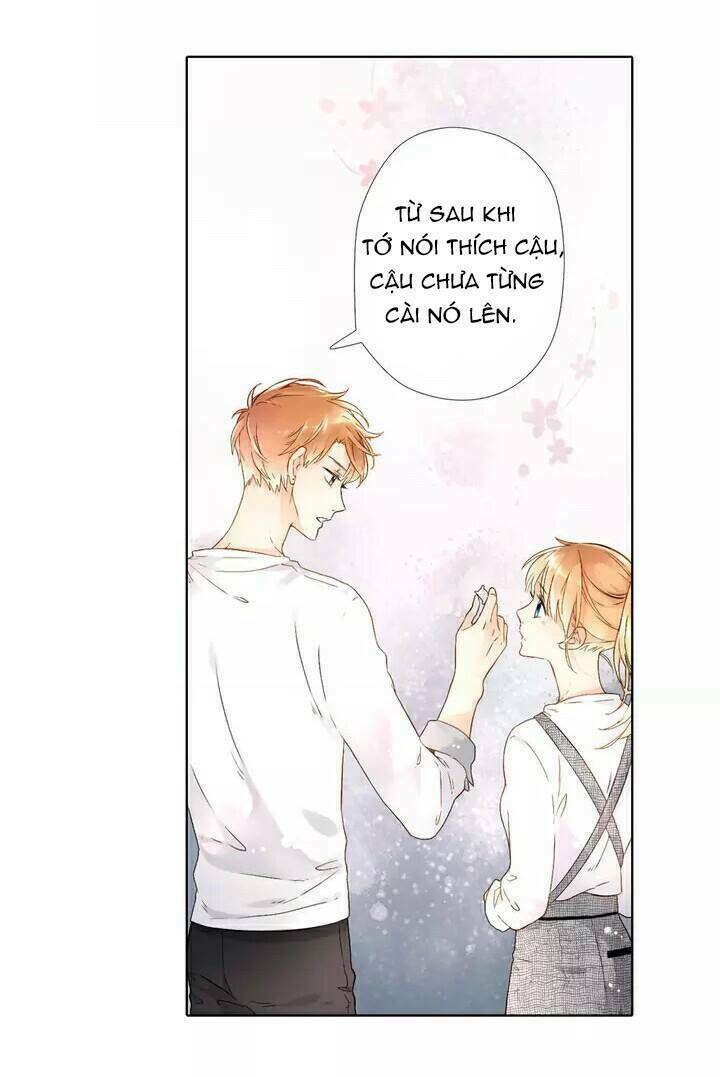 TỪ SAU KHI
TỚ NÓI THÍCH CẬU,
CẬU CHƯA TỪNG
CÀI NÓ LÊN.